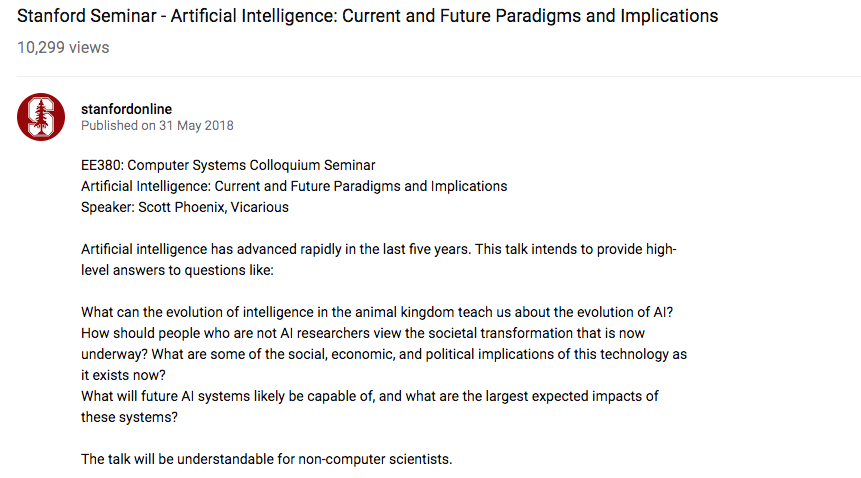 Stanford Seminar - Artificial Intelligence: Current and Future Paradigms and Implications
10,299 views
stanfordonline
Published on 31 May 2018
EE380: Computer Systems Colloquium Seminar
Artificial Intelligence: Current and Future Paradigms and Implications
Speaker: Scott Phoenix, Vicarious
Artificial intelligence has advanced rapidly in the last five years. This talk intends to provide high-
level answers to questions like:
What can the evolution of intelligence in the animal kingdom teach us about the evolution of AI?
How should people who are not AI researchers view the societal transformation that is now
underway? What are some of the social, economic, and political implications of this technology as
it exists now?
What will future AI systems likely be capable of, and what are the largest expected impacts of
these systems?
The talk will be understandable for non-computer scientists.